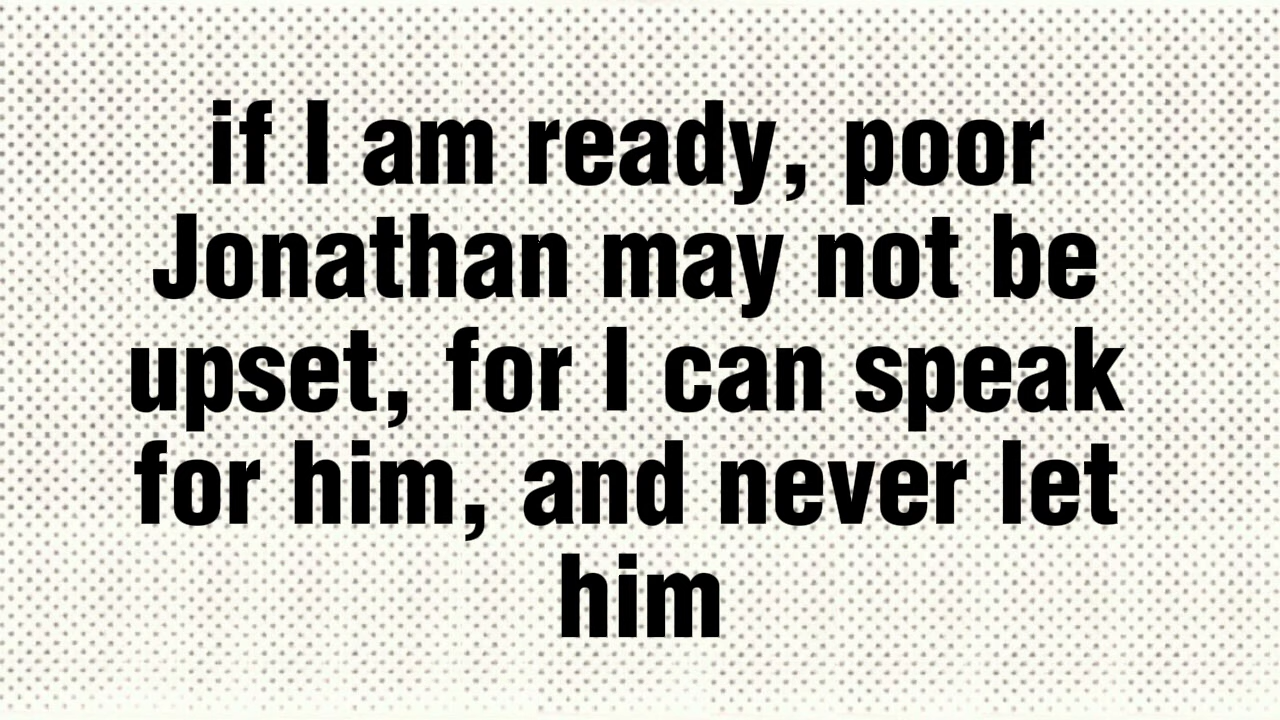 if I am ready, poor
Jonathan may not be
upset, for I can speak
for him, and never let
him